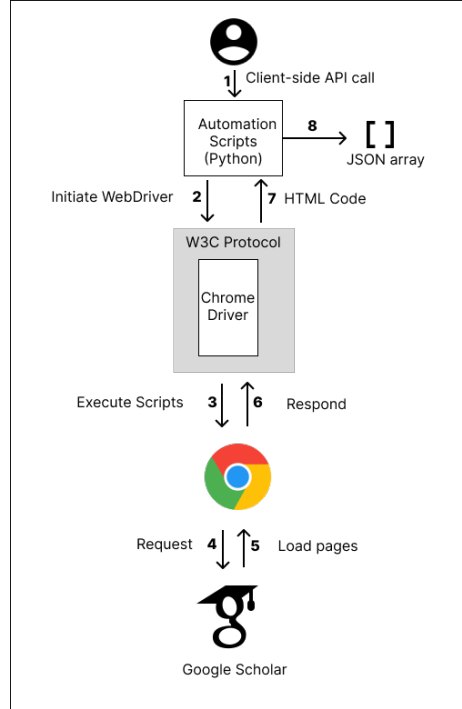 1 Client-side API call
Automation
Scripts
(Python)
8
[ ]
JSON array
Initiate WebDriver 2
7 HTML Code
W3C Protocol
Chrome
Driver
Execute Scripts 3
6 Respond
Request 4
5 Load pages
g
Google Scholar